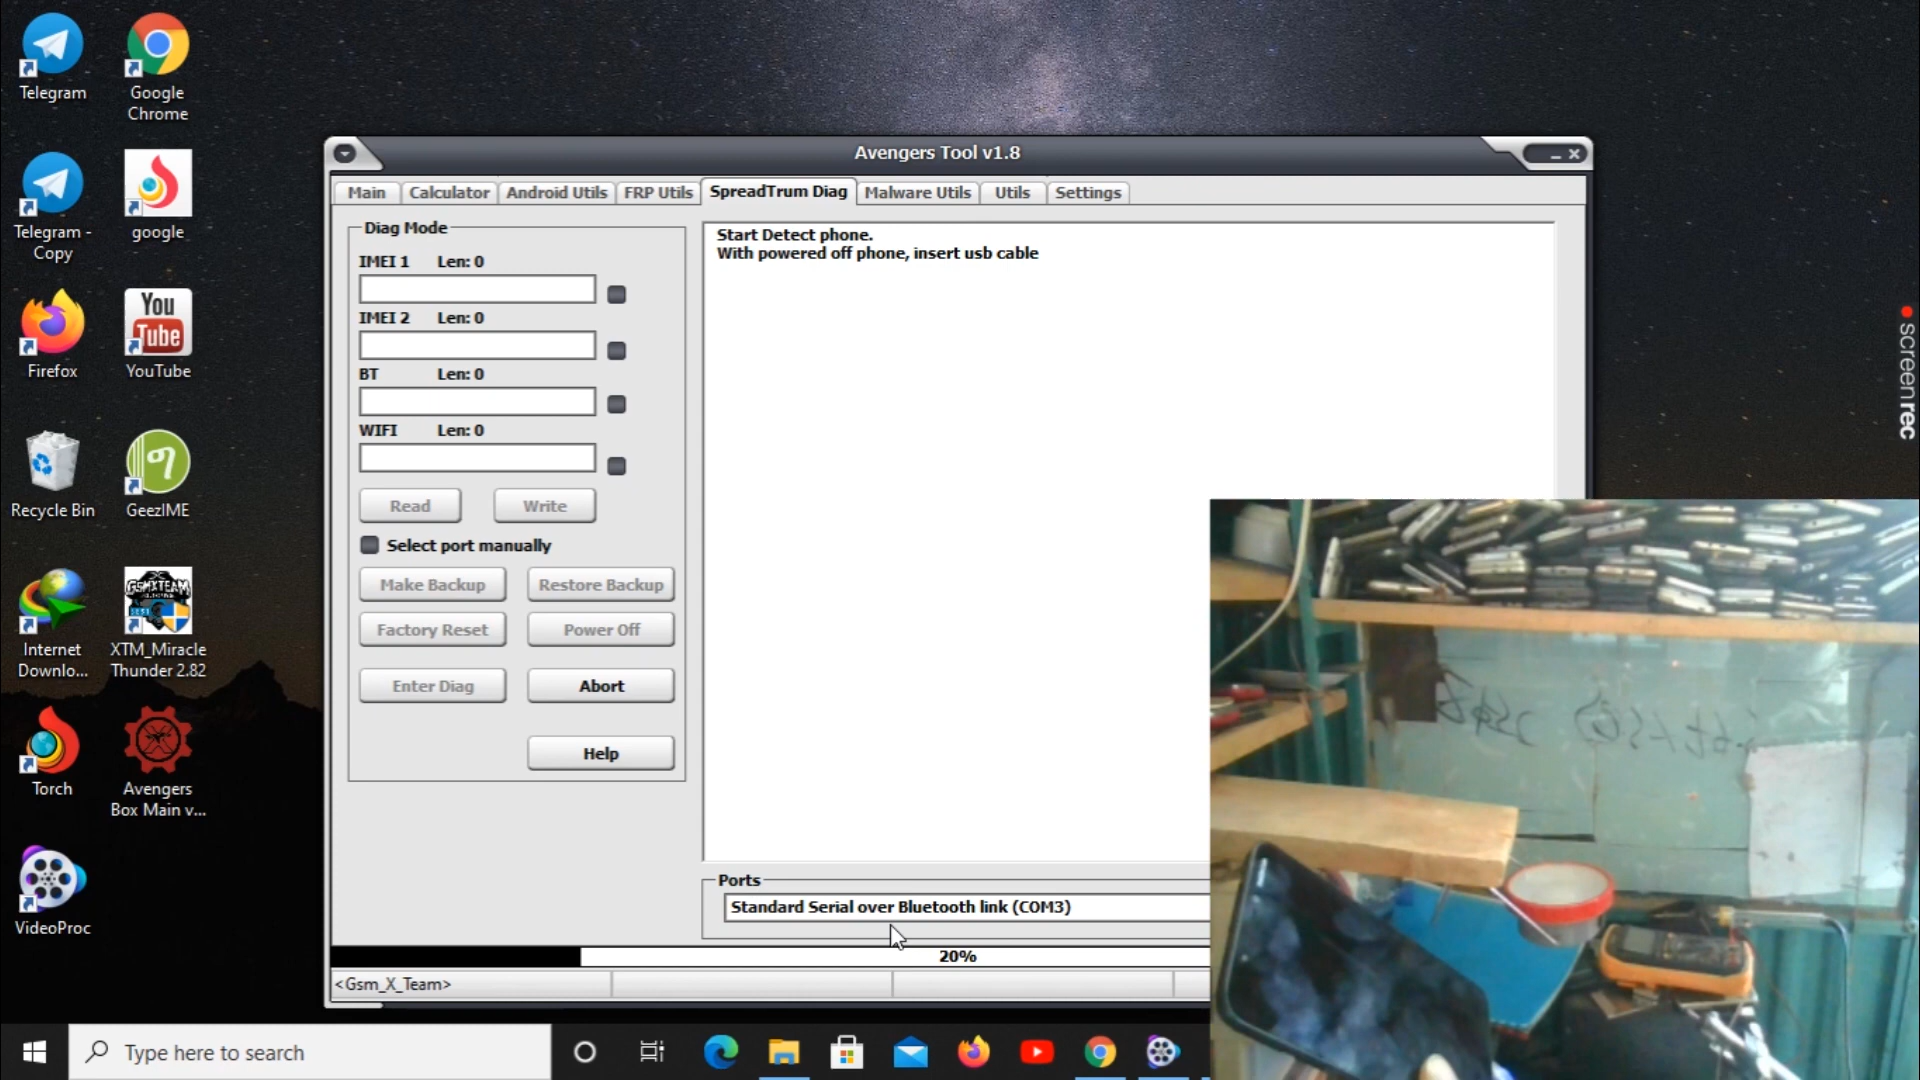 Telegram
Google
Chrome
Telegram -
Copy
google
Firefox
You
Tube
YouTube
Recycle Bin
GeezIME
GSMXTEAM
Internet
Downlo...
XTM_Miracle
Thunder 2.82
Torch
Avengers
Box Main v...
VideoProc
Avengers Tool v1.8
Main
Calculator
Android Utils
FRP Utils
SpreadTrum Diag
Malware Utils
Utils
Settings
Diag Mode
IMEI 1 Len: 0
IMEI 2 Len: 0
BT Len: 0
WIFI Len: 0
Read
Write
Select port manually
Make Backup
Restore Backup
Factory Reset
Power Off
Enter Diag
Abort
Help
Start Detect phone.
With powered off phone, insert usb cable
Ports
Standard Serial over Bluetooth link (COM3)
20%
<Gsm_X_Team>
screenrec
Type here to search